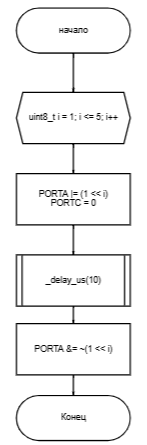 начало
uint8_t i = 1; i <= 5; i++
PORTA |= (1 << i)
PORTC = 0
_delay_us(10)
PORTA &= ~(1 << i)
Конец